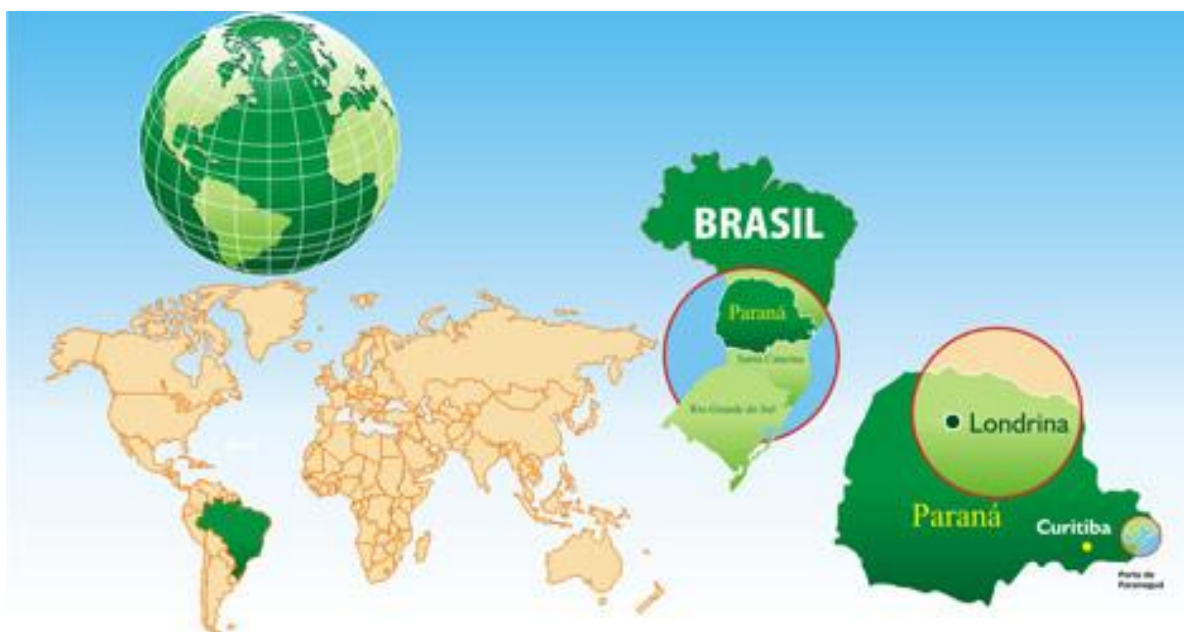 BRASIL
Paraná
Santa Catarina
Rio Grande do Sul
Londrina
Paraná
Curitiba
Porto de
Paranaguá